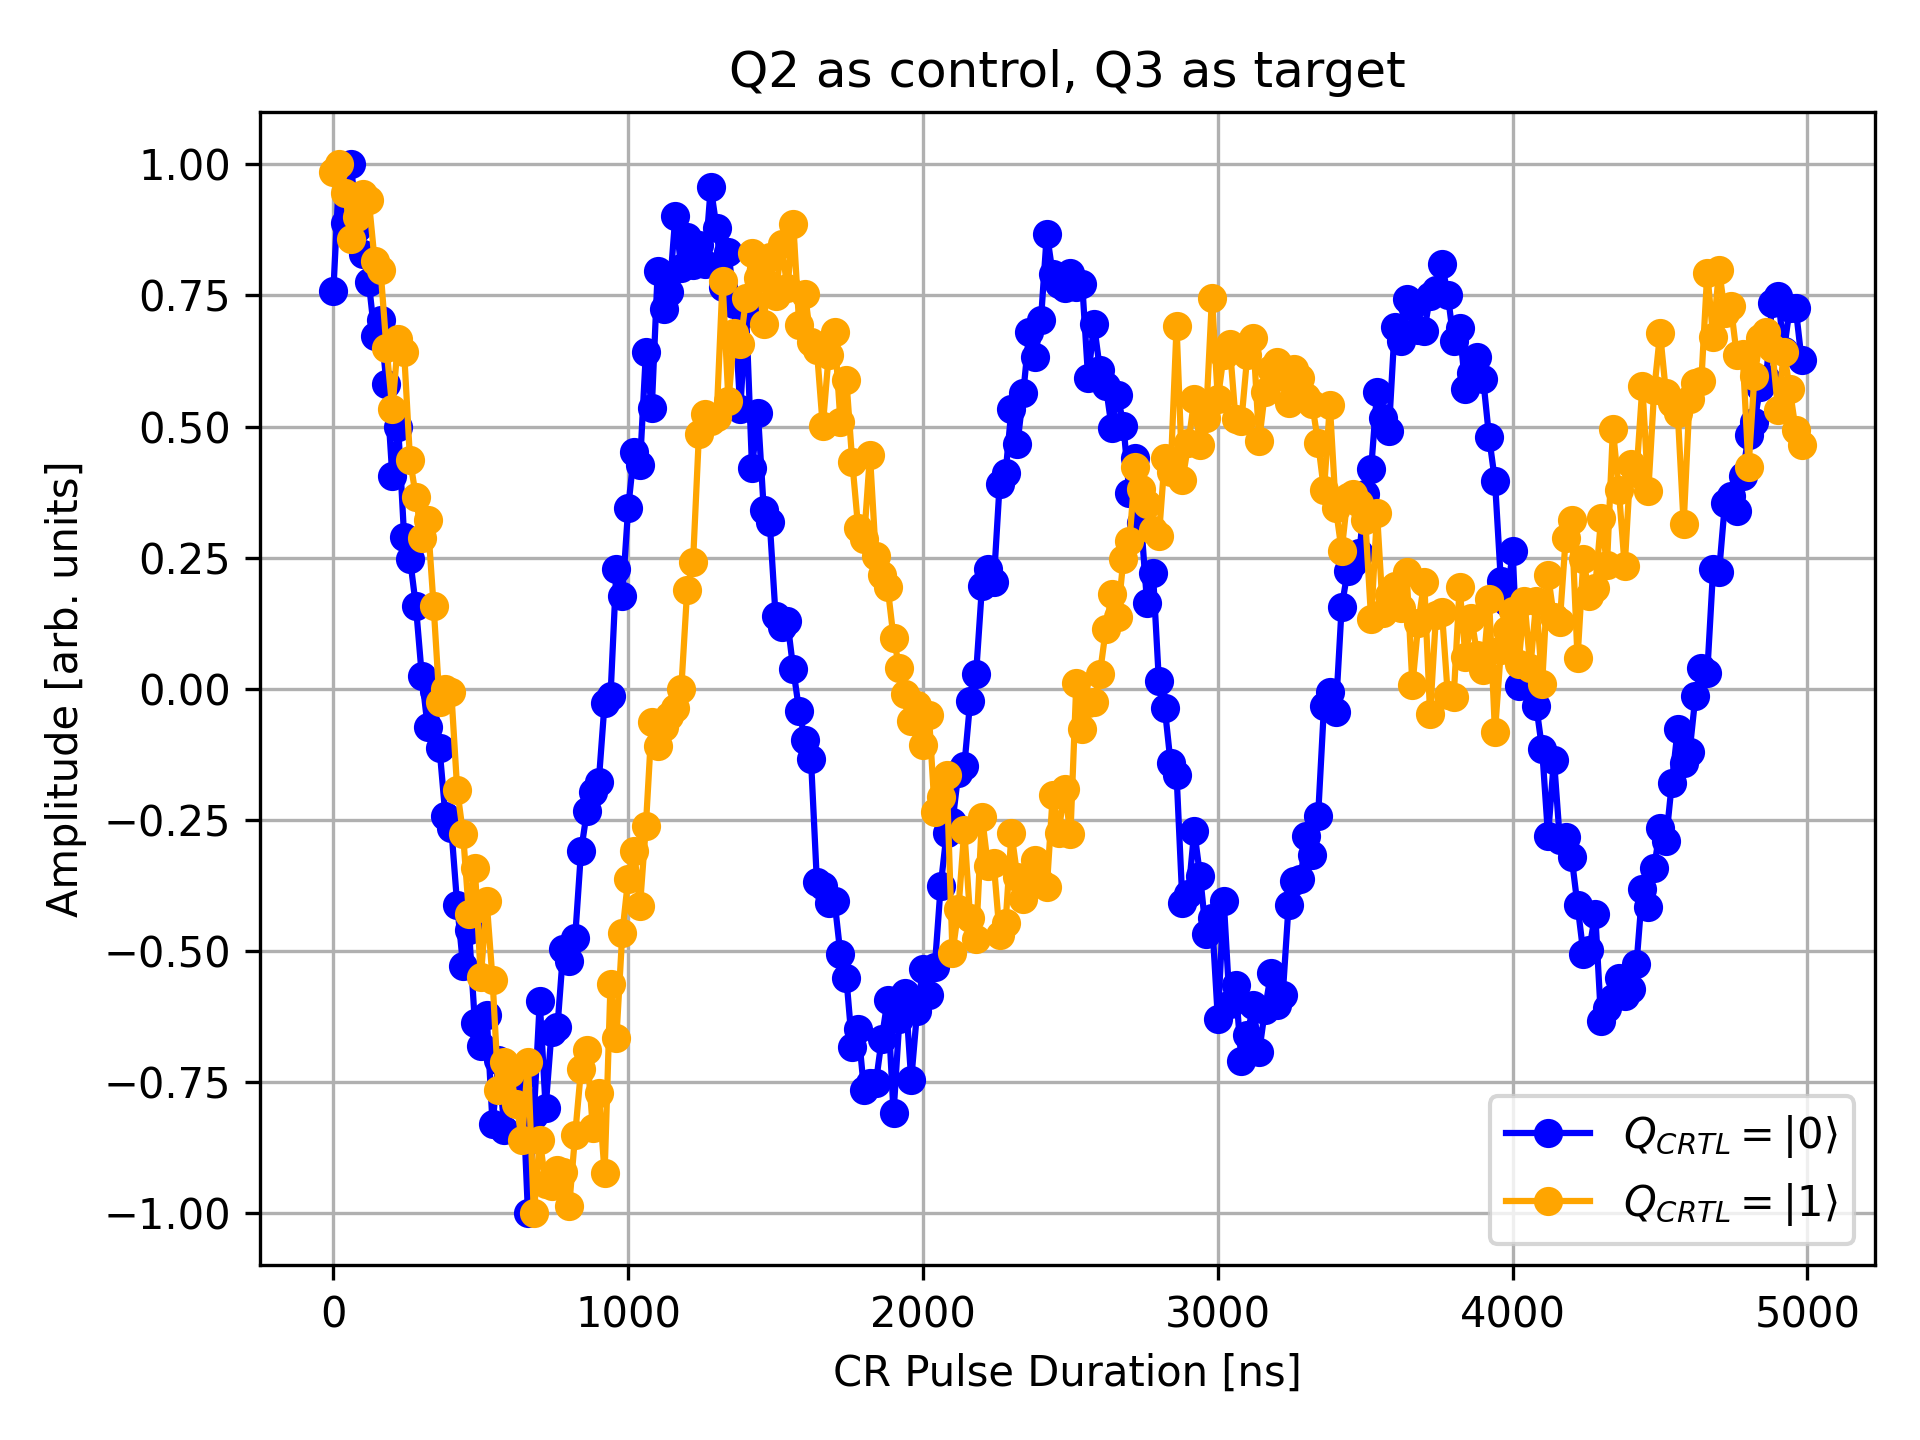 Q2 as control, Q3 as target
Amplitude [arb. units]
1.00
0.75
0.50
0.25
0.00
−0.25
−0.50
−0.75
−1.00
0 1000 2000 3000 4000 5000
CR Pulse Duration [ns]
Q_CRTL = |0⟩
Q_CRTL = |1⟩